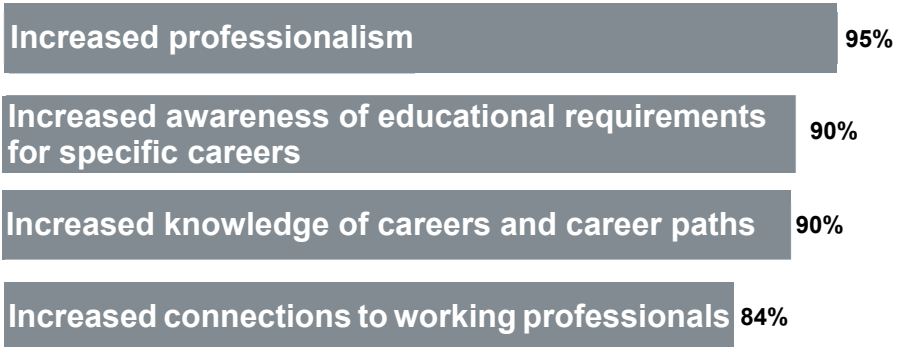 Increased professionalism 95%
Increased awareness of educational requirements
for specific careers 90%
Increased knowledge of careers and career paths 90%
Increased connections to working professionals 84%